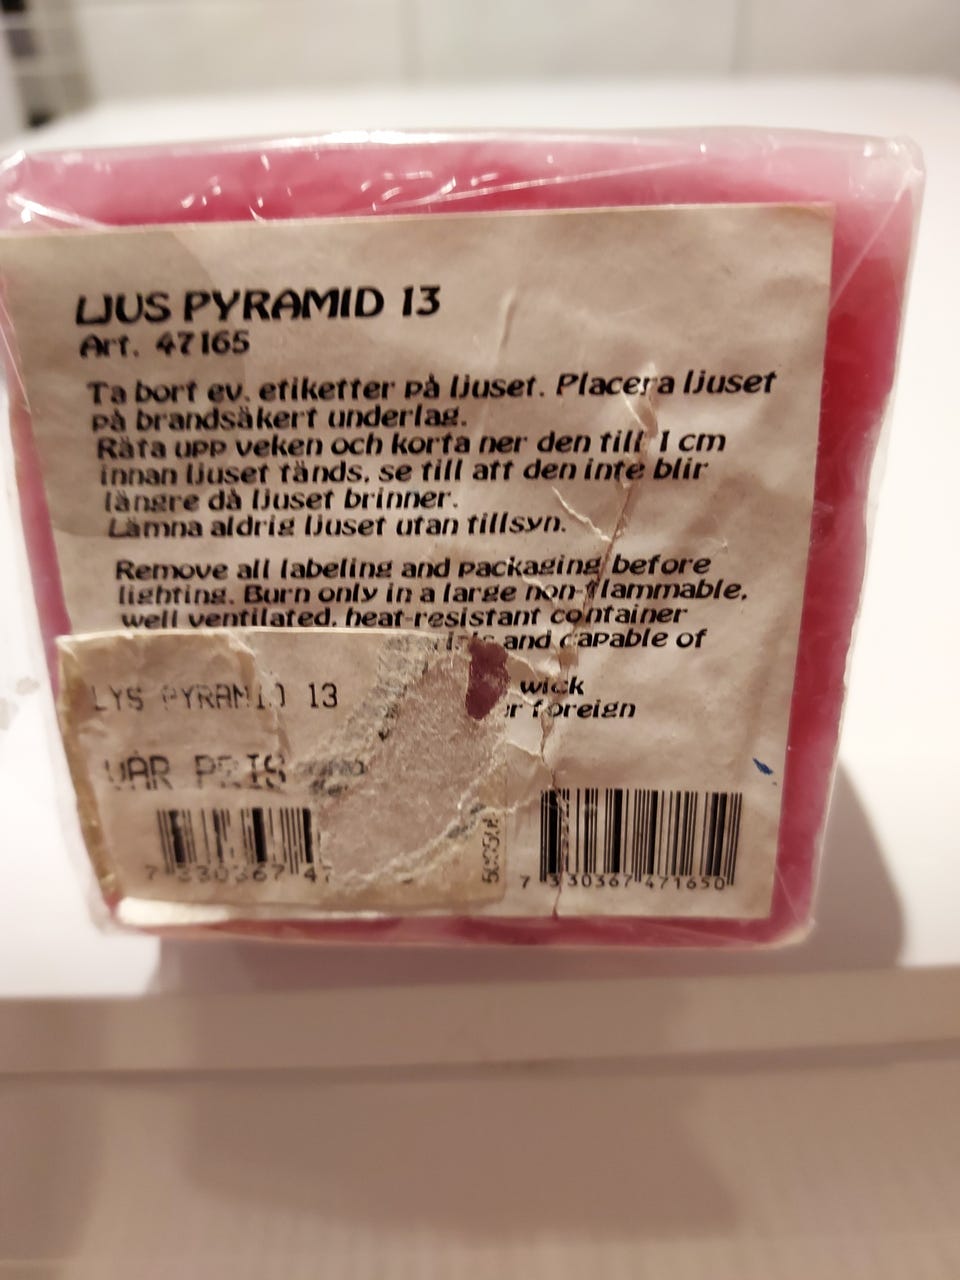 LJUS PYRAMID 13
Art. 47165
Ta bort ev. etiketter på ljuset. Placera ljuset
på brandsäkert underlag.
Räta upp veken och korta ner den till 1 cm
innan ljuset tänds, se till att den inte blir
längre då ljuset brinner.
Lämna aldrig ljuset utan tillsyn.
Remove all labeling and packaging before
lighting. Burn only in a large non-flammable,
well ventilated, heat-resistant container
and capable of
wick
foreign
LYS PYRAMID 13
VÅR PRIS
7 330367 47
7 330367 471650